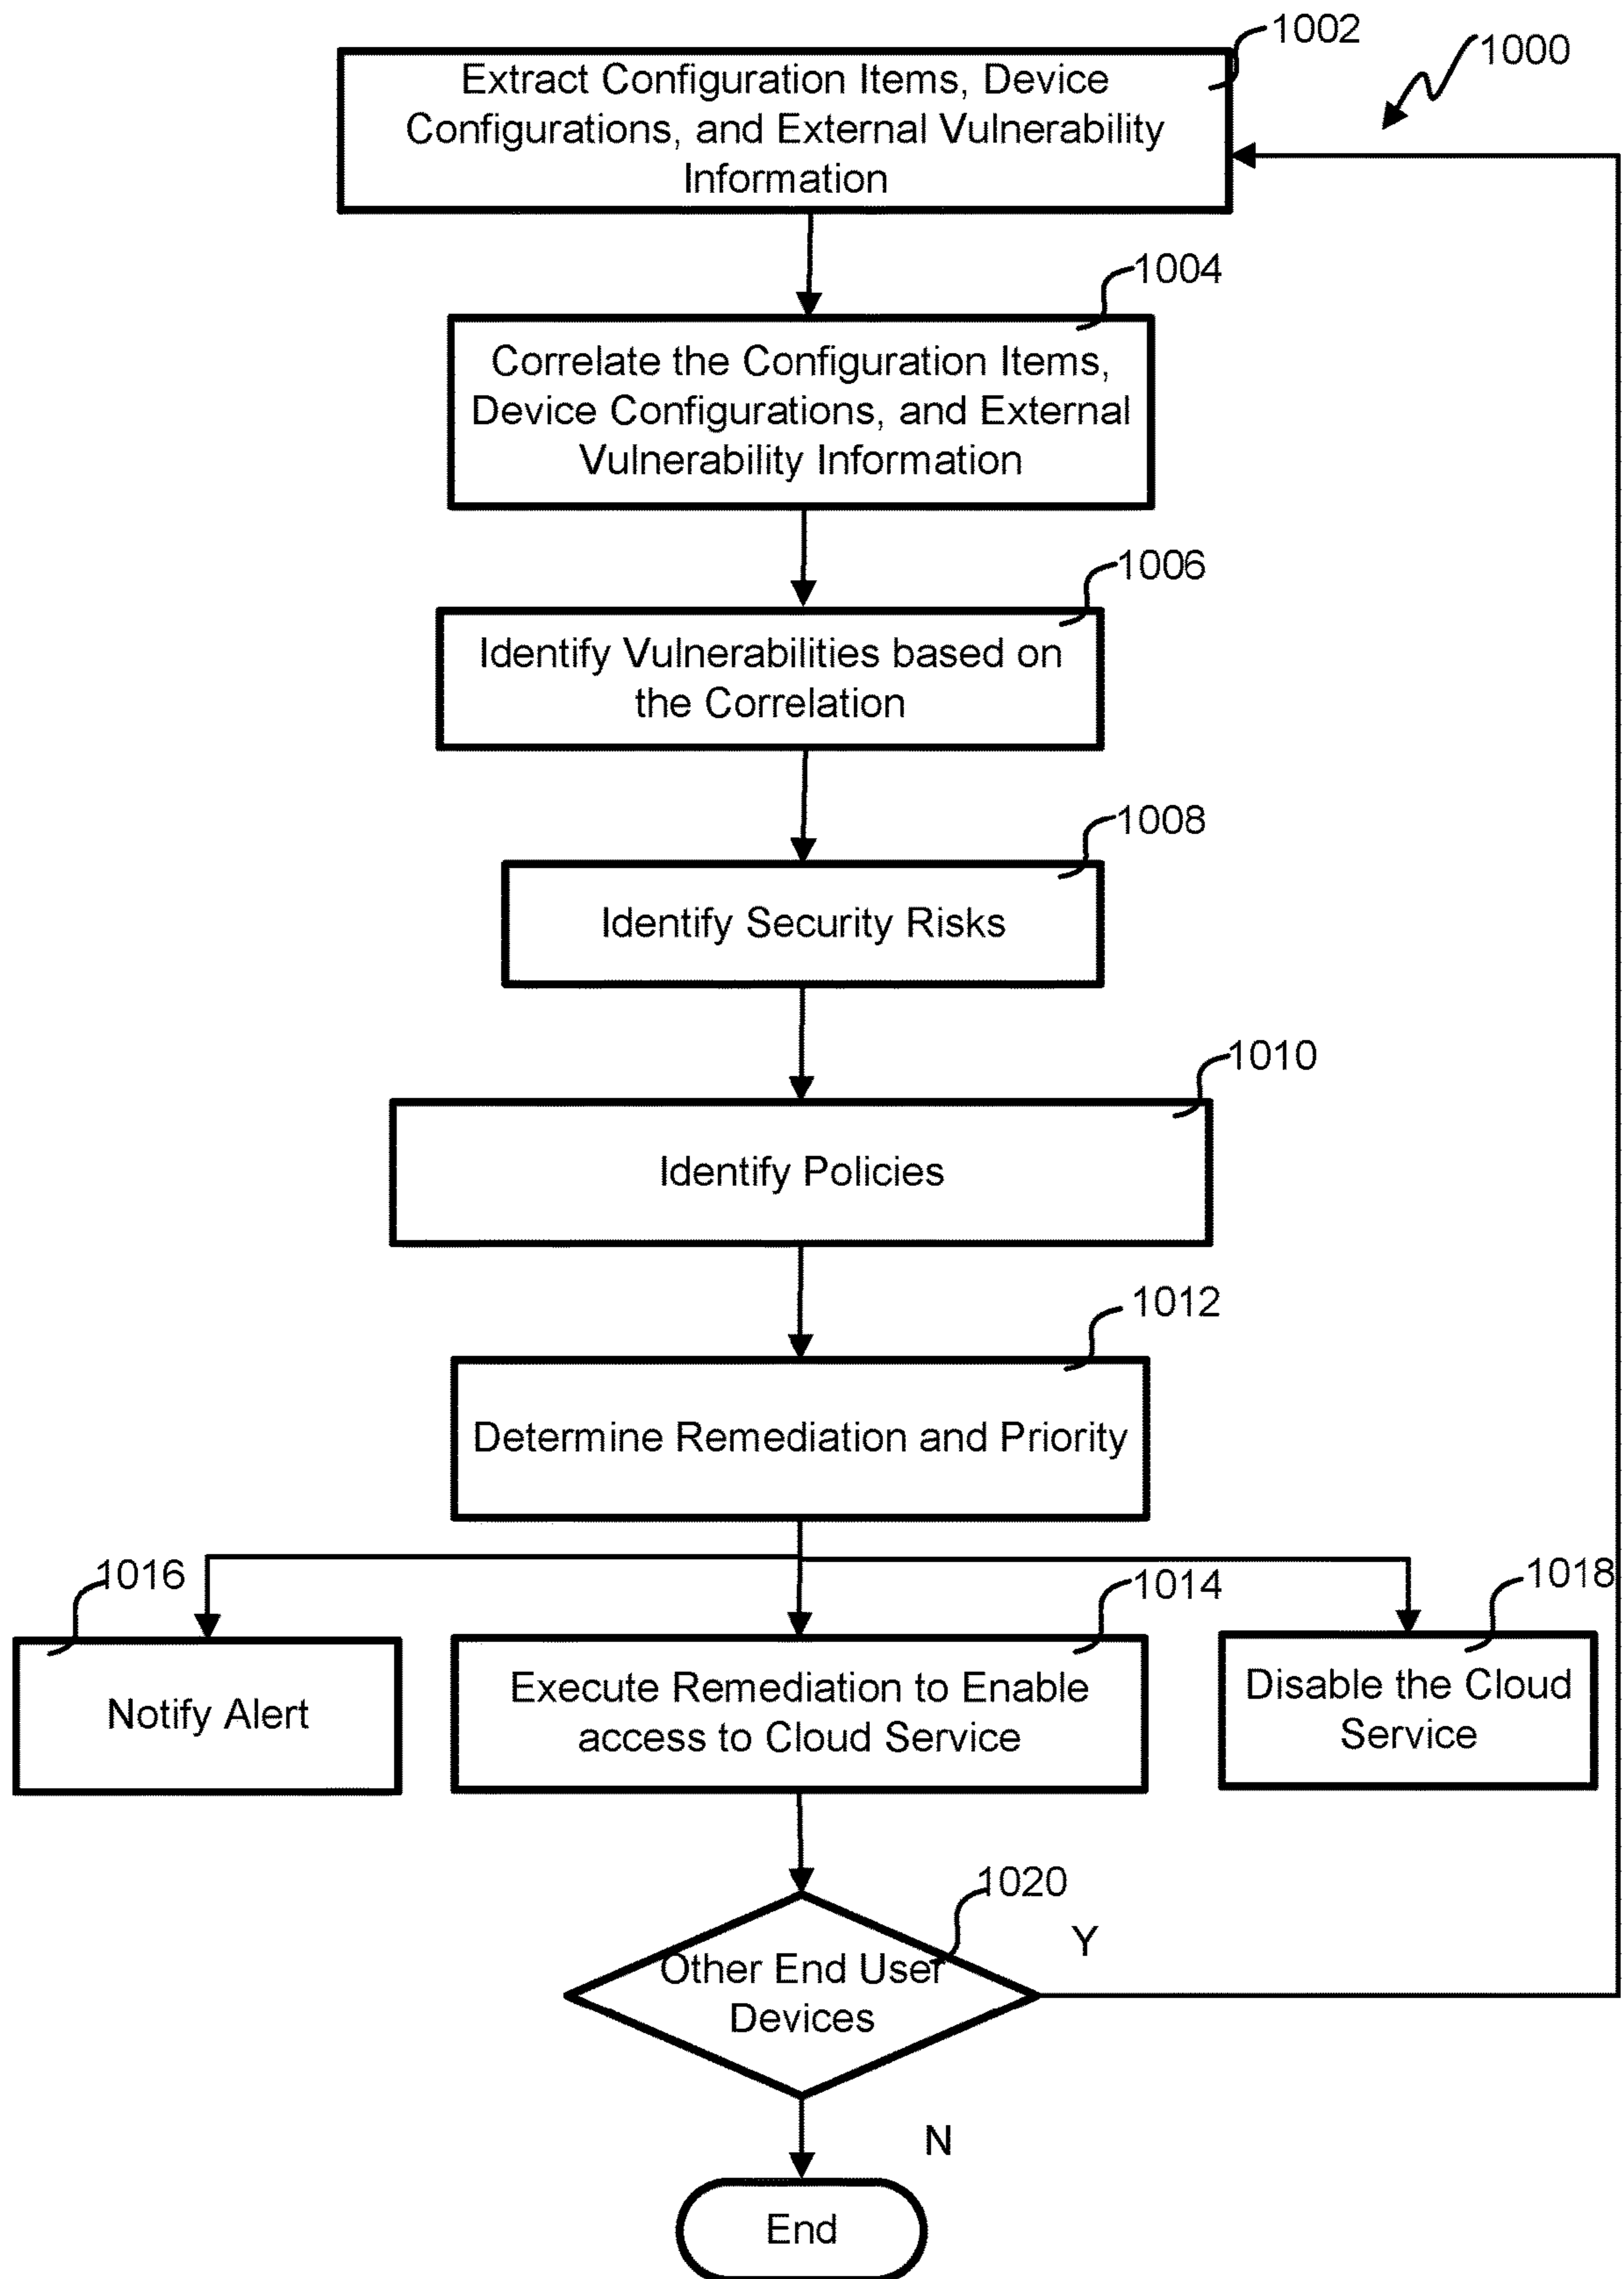 1002
1000
Extract Configuration Items, Device
Configurations, and External Vulnerability
Information
1004
Correlate the Configuration Items,
Device Configurations, and External
Vulnerability Information
1006
Identify Vulnerabilities based on
the Correlation
1008
Identify Security Risks
1010
Identify Policies
1012
Determine Remediation and Priority
1016
1014
1018
Notify Alert
Execute Remediation to Enable
access to Cloud Service
Disable the Cloud
Service
1020
Y
Other End User
Devices
N
End